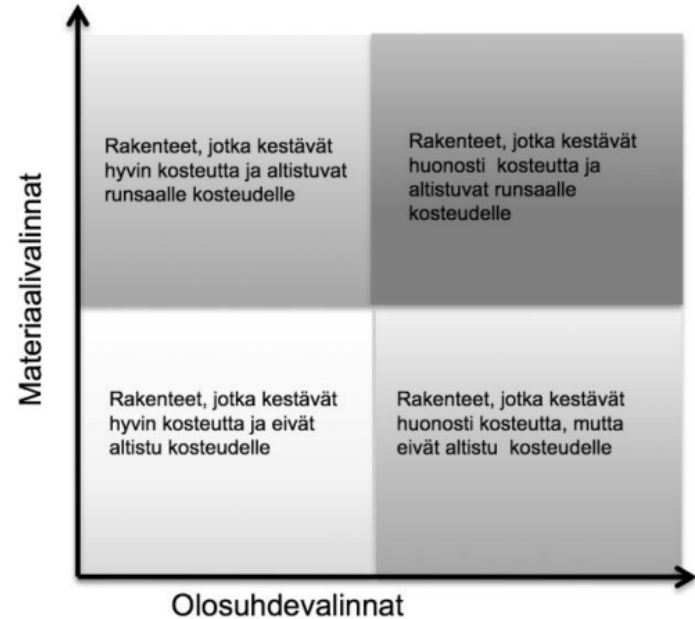 Materiaalivalinnat
Rakenteet, jotka kestävät
hyvin kosteutta ja altistuvat
runsaalle kosteudelle
Rakenteet, jotka kestävät
huonosti kosteutta ja
altistuvat runsaalle
kosteudelle
Rakenteet, jotka kestävät
hyvin kosteutta ja eivät
altistu kosteudelle
Rakenteet, jotka kestävät
huonosti kosteutta, mutta
eivät altistu kosteudelle
Olosuhdevalinnat